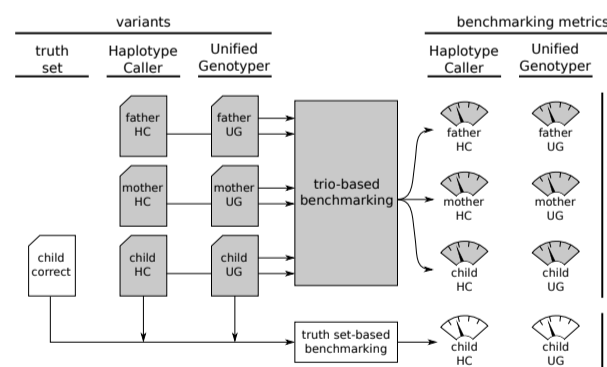 variants
benchmarking metrics
truth
set
Haplotype
Caller
Unified
Genotyper
Haplotype
Caller
Unified
Genotyper
father
HC
father
UG
father
HC
father
UG
mother
HC
mother
UG
trio-based
benchmarking
mother
HC
mother
UG
child
correct
child
HC
child
UG
child
HC
child
UG
truth set-based
benchmarking
child
HC
child
UG